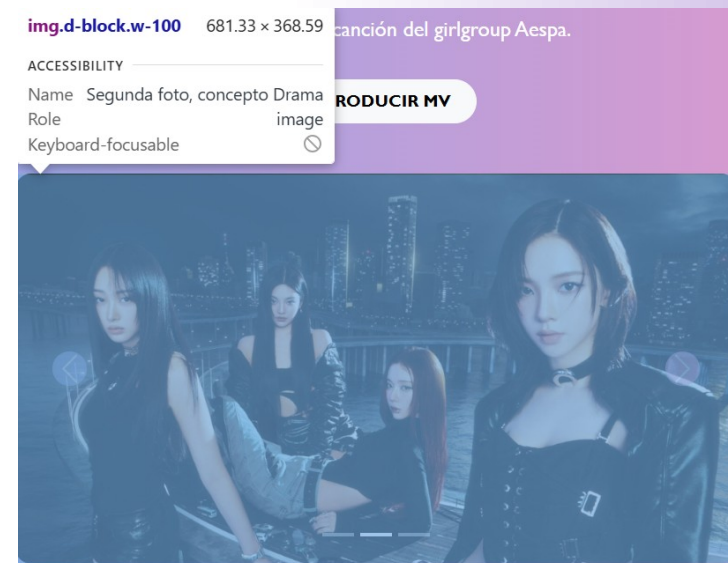 img.d-block.w-100 681.33 × 368.59
canción del girlgroup Aespa.
ACCESSIBILITY
Name Segunda foto, concepto Drama
RODUCIR MV
Role image
Keyboard-focusable